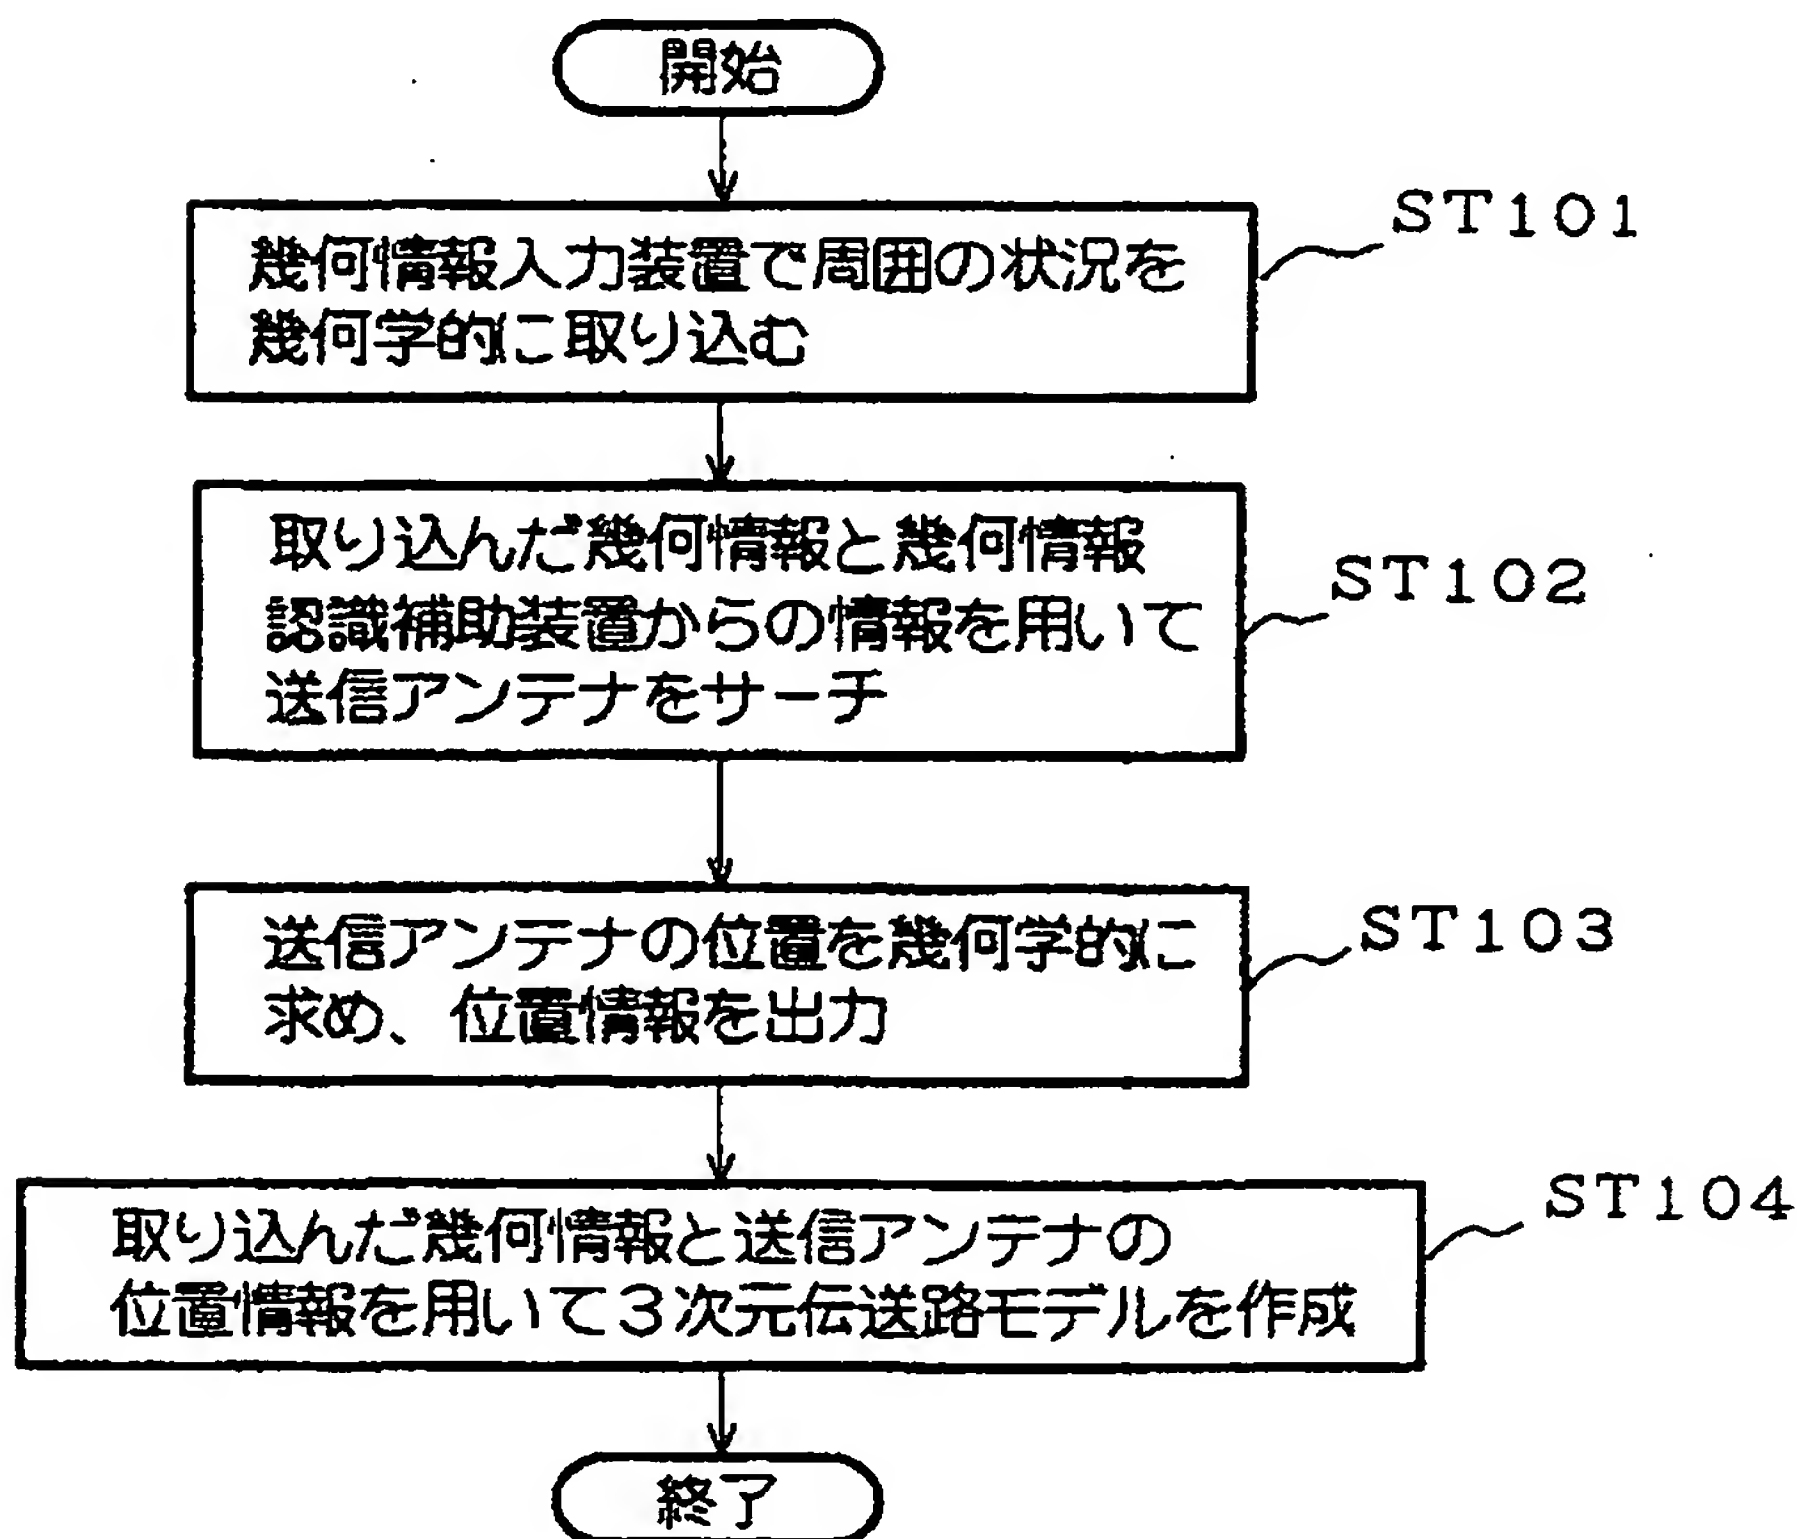 開始
ST101
幾何情報入力装置で周囲の状況を
幾何学的に取り込む
取り込んだ幾何情報と幾何情報
ST102
認識補助装置からの情報を用いて
送信アンテナをサーチ
送信アンテナの位置を幾何学的に
ST103
求め、位置情報を出力
ST104
取り込んだ幾何情報と送信アンテナの
位置情報を用いて3次元伝送路モデルを作成
終了